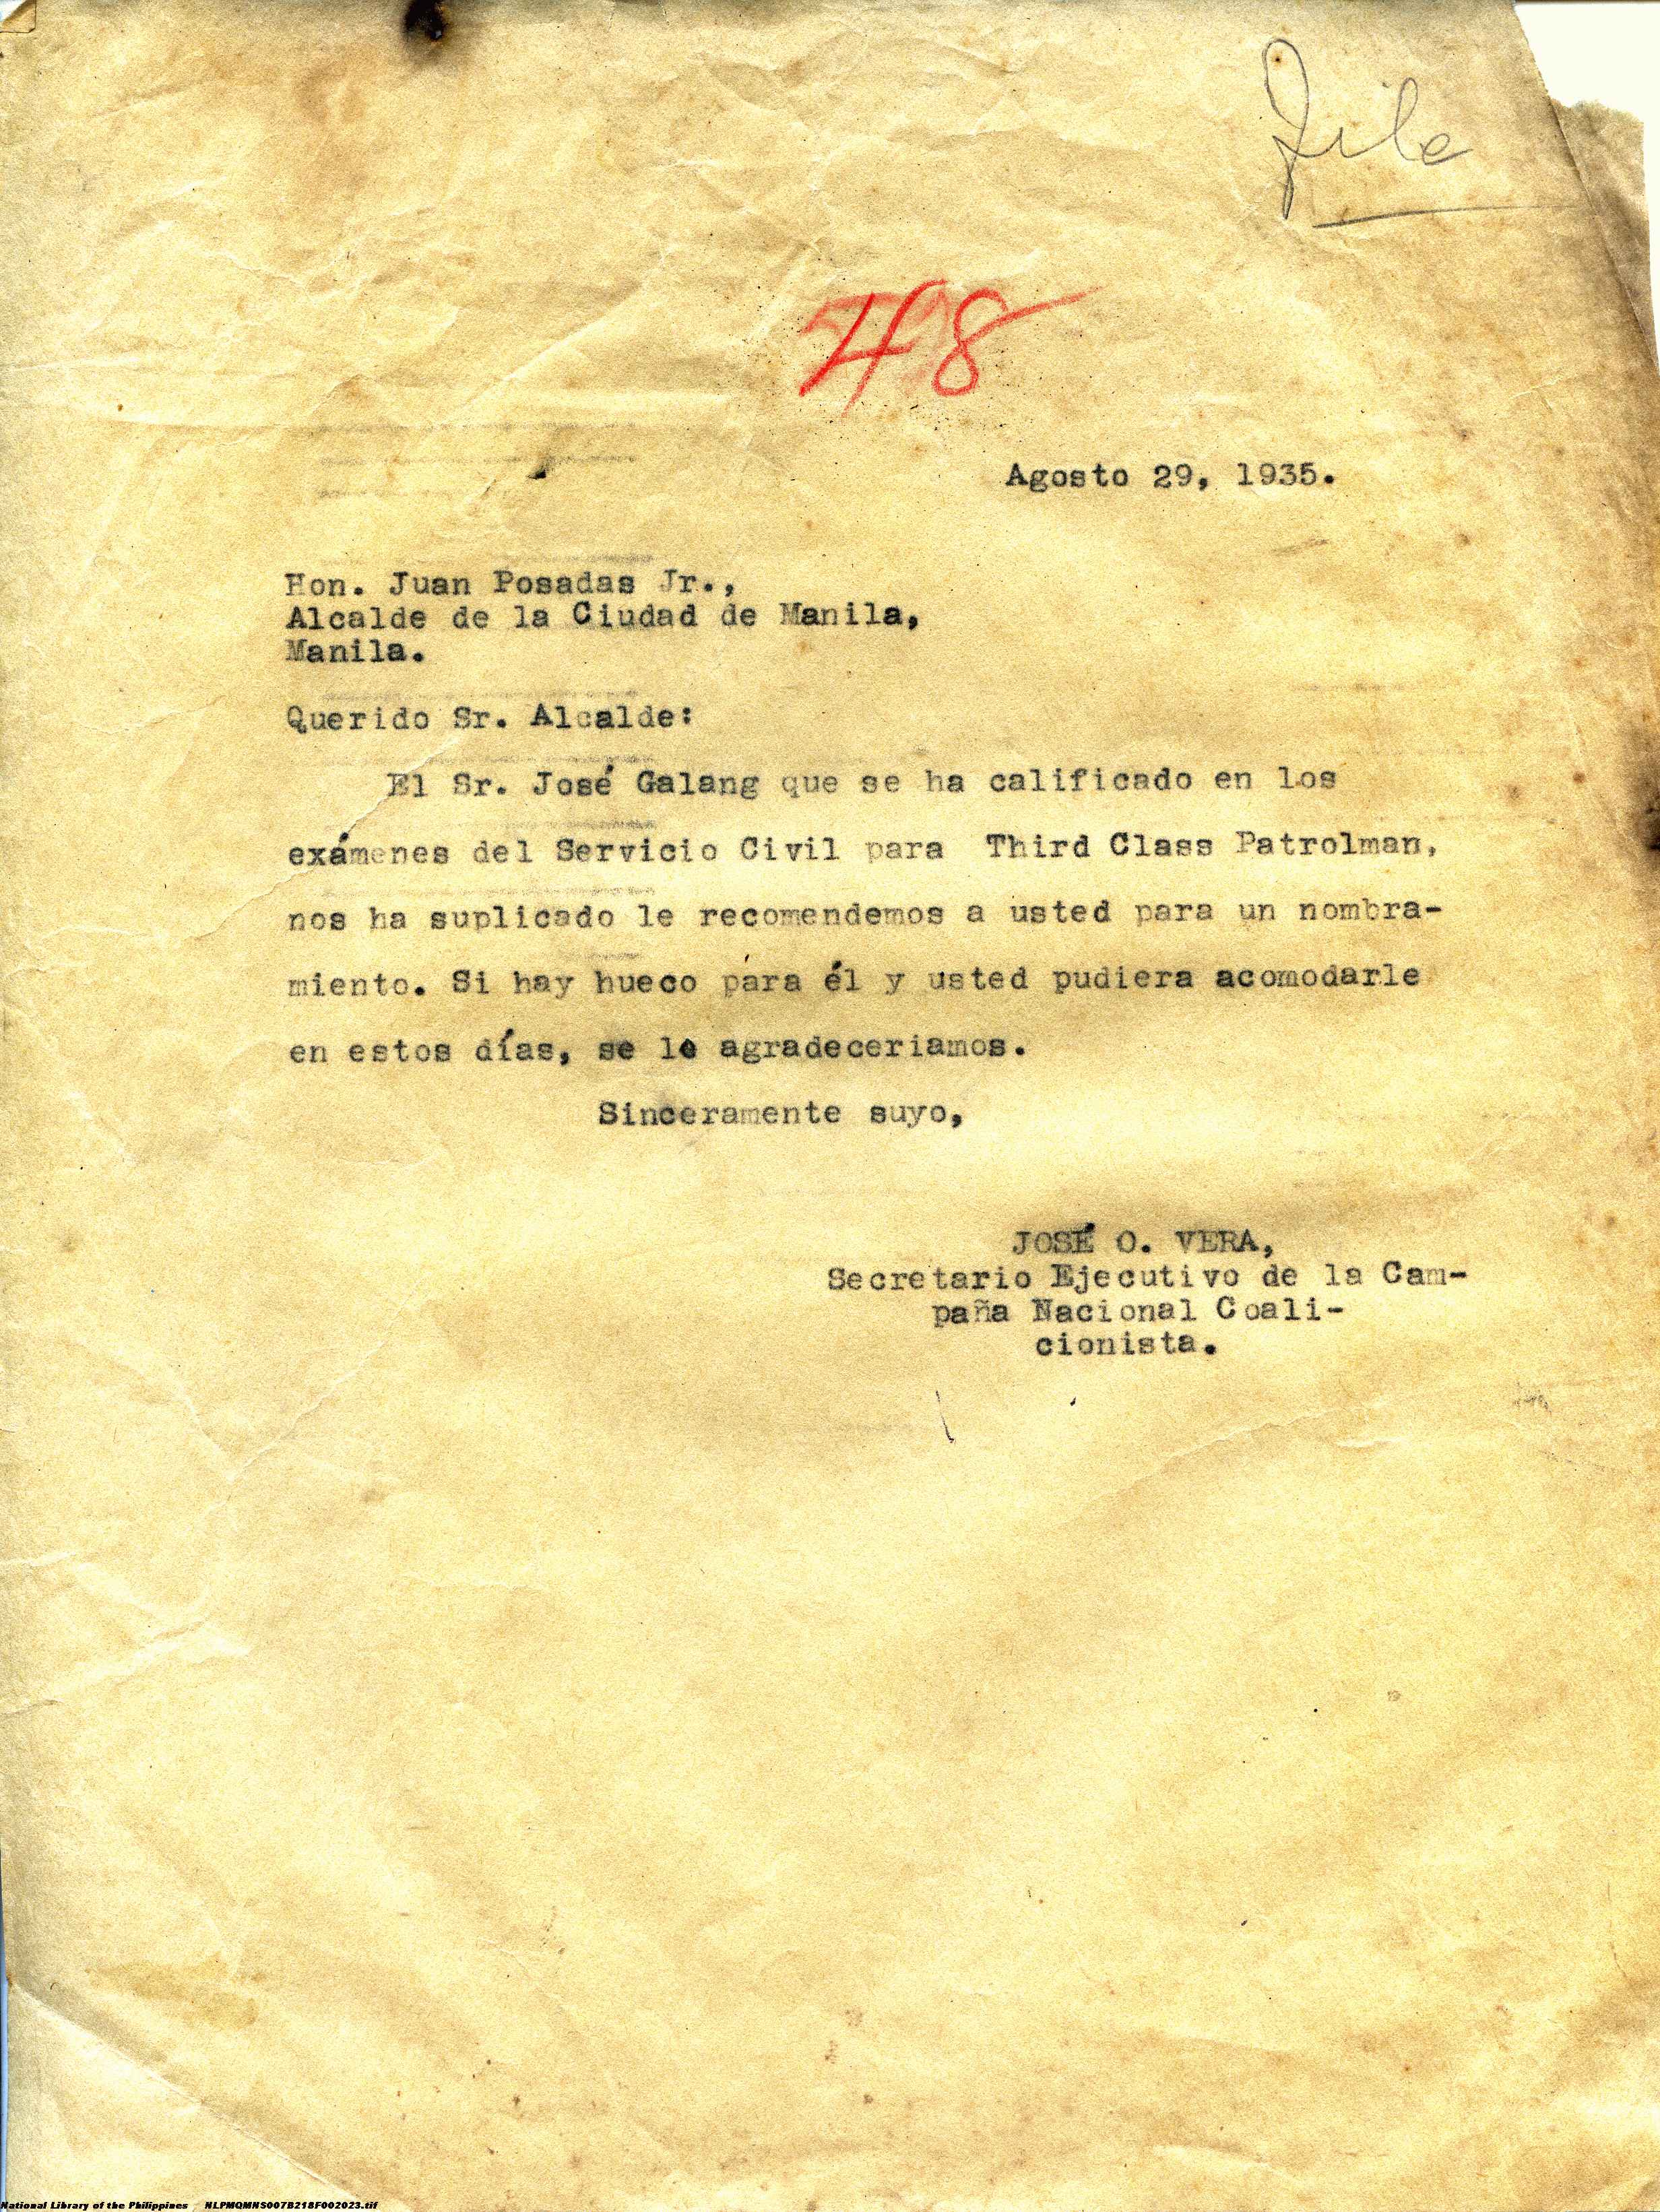 File
498
Agosto 29, 1935.
Hon. Juan Posadas Jr.,
Alcalde de la Ciudad de Manila,
Manila.
Querido Sr. Alcalde:
El Sr. José Galang que se ha calificado en los
exámenes del Servicio Civil para Third Class Patrolman,
nos ha suplicado le recomendemos a usted para un nombra-
miento. Si hay hueco para él y usted pudiera acomodarle
en estos días, se lo agradeceriamos.
Sinceramente suyo,
JOSÉ O. VERA,
Secretario Ejecutivo de la Cam-
paña Nacional Coali-
cionista.
National Library of the Philippines NLPMQMNS007B218F002023.tif